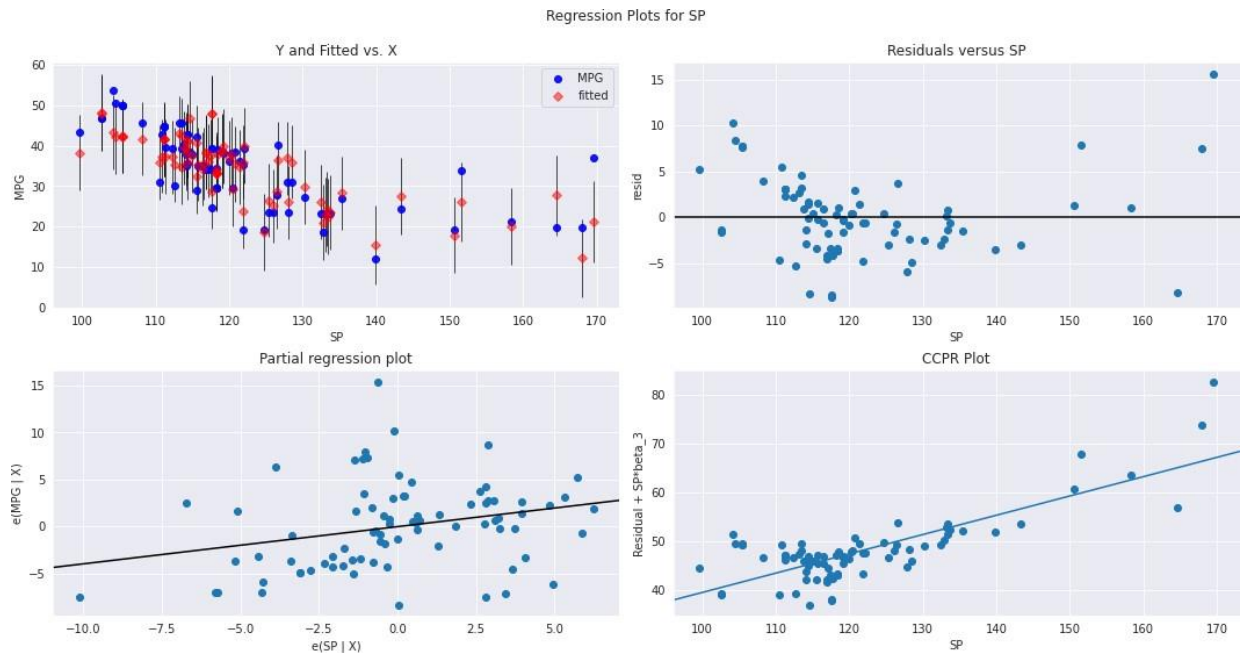 Regression Plots for SP
Y and Fitted vs. X
60
50
40
30
20
10
0
MPG
MPG
fitted
100 110 120 130 140 150 160 170
SP
Residuals versus SP
15
10
5
0
−5
resid
100 110 120 130 140 150 160 170
SP
Partial regression plot
15
10
5
0
−5
e(MPG | X)
−10.0 −7.5 −5.0 −2.5 0.0 2.5 5.0
e(SP | X)
CCPR Plot
80
70
60
50
40
Residual + SP*beta_3
100 110 120 130 140 150 160 170
SP